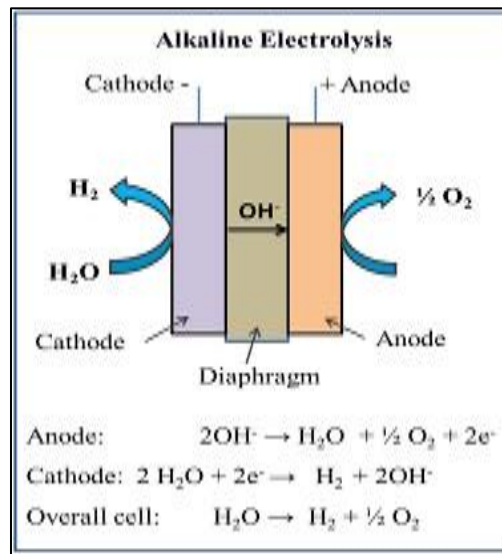 Alkaline Electrolysis
Cathode - + Anode
H₂ ½ O₂
OH⁻
H₂O
Cathode Anode
Diaphragm
Anode: 2OH⁻ → H₂O + ½ O₂ + 2e⁻
Cathode: 2 H₂O + 2e⁻ → H₂ + 2OH⁻
Overall cell: H₂O → H₂ + ½ O₂